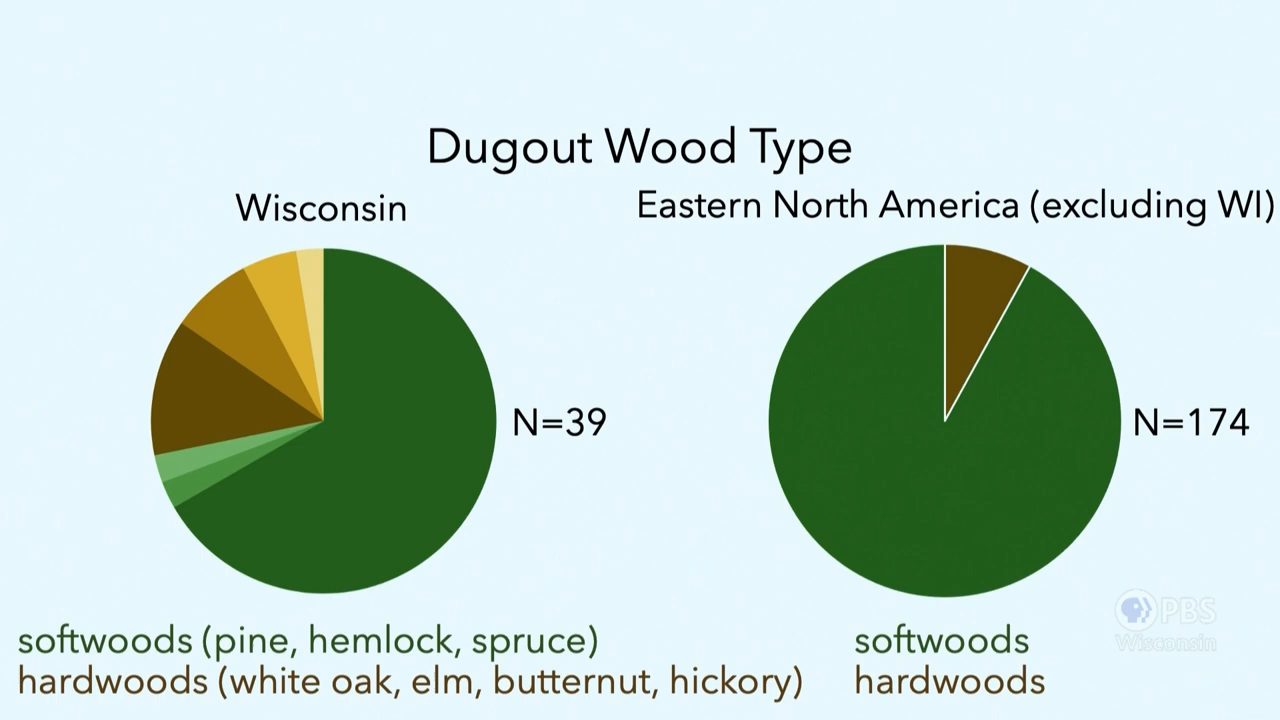 Dugout Wood Type
Wisconsin
Eastern North America (excluding WI)
N=39
N=174
softwoods (pine, hemlock, spruce)
hardwoods (white oak, elm, butternut, hickory)
softwoods
hardwoods
PBS
Wisconsin